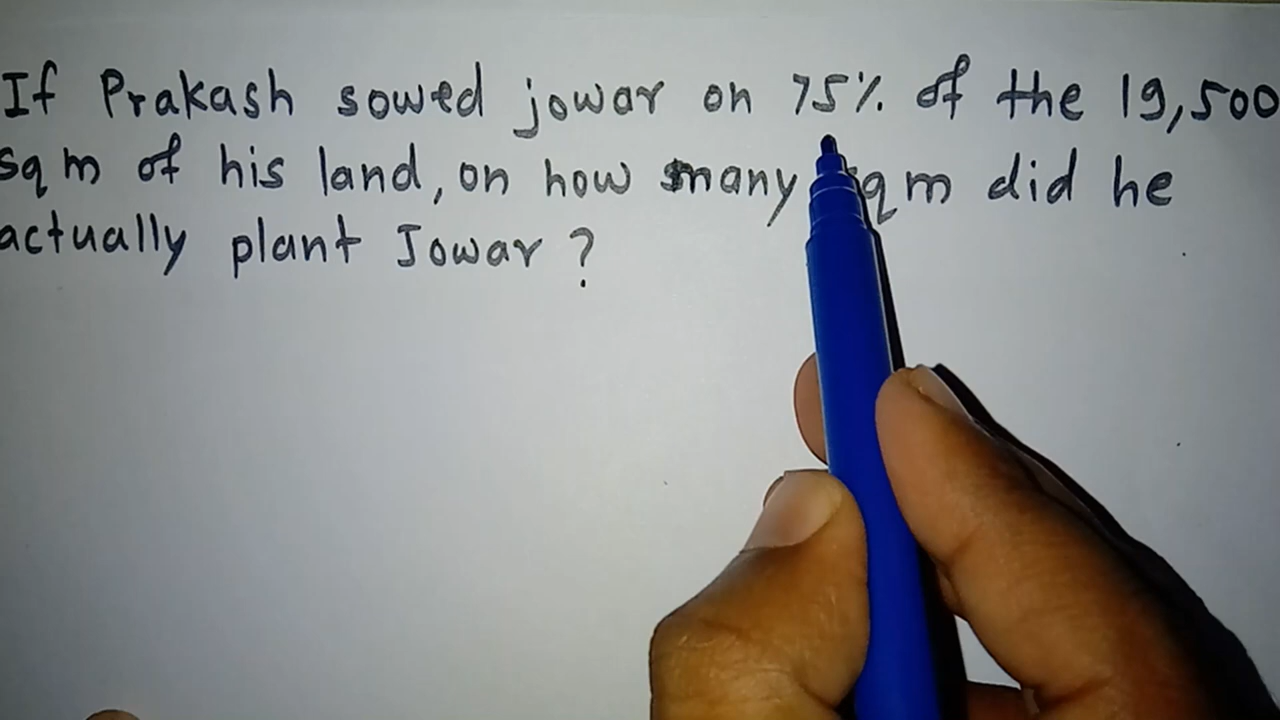 If Prakash sowed jowar on 75% of the 19,500
sq m of his land, on how many sq m did he
actually plant Jowar ?